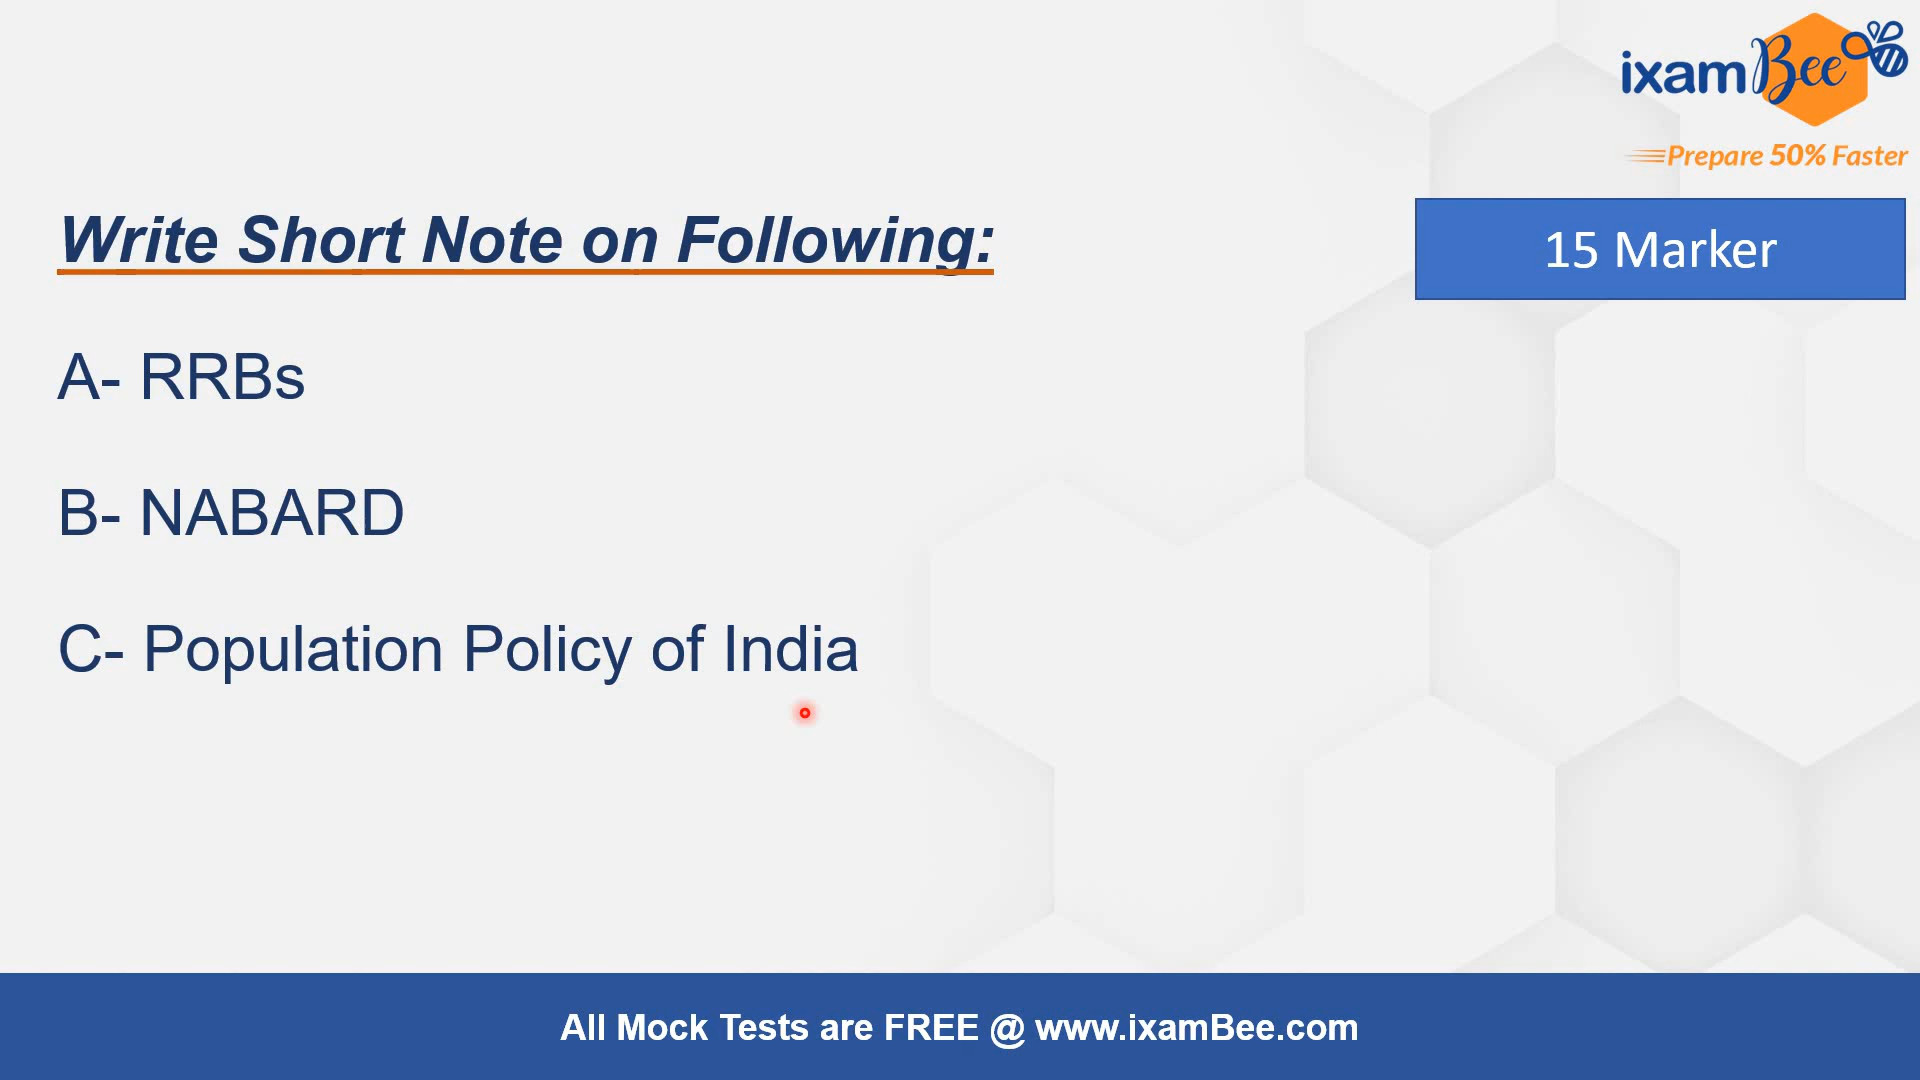 ixamBee
Prepare 50% Faster
Write Short Note on Following:
15 Marker
A- RRBs
B- NABARD
C- Population Policy of India
All Mock Tests are FREE @ www.ixamBee.com